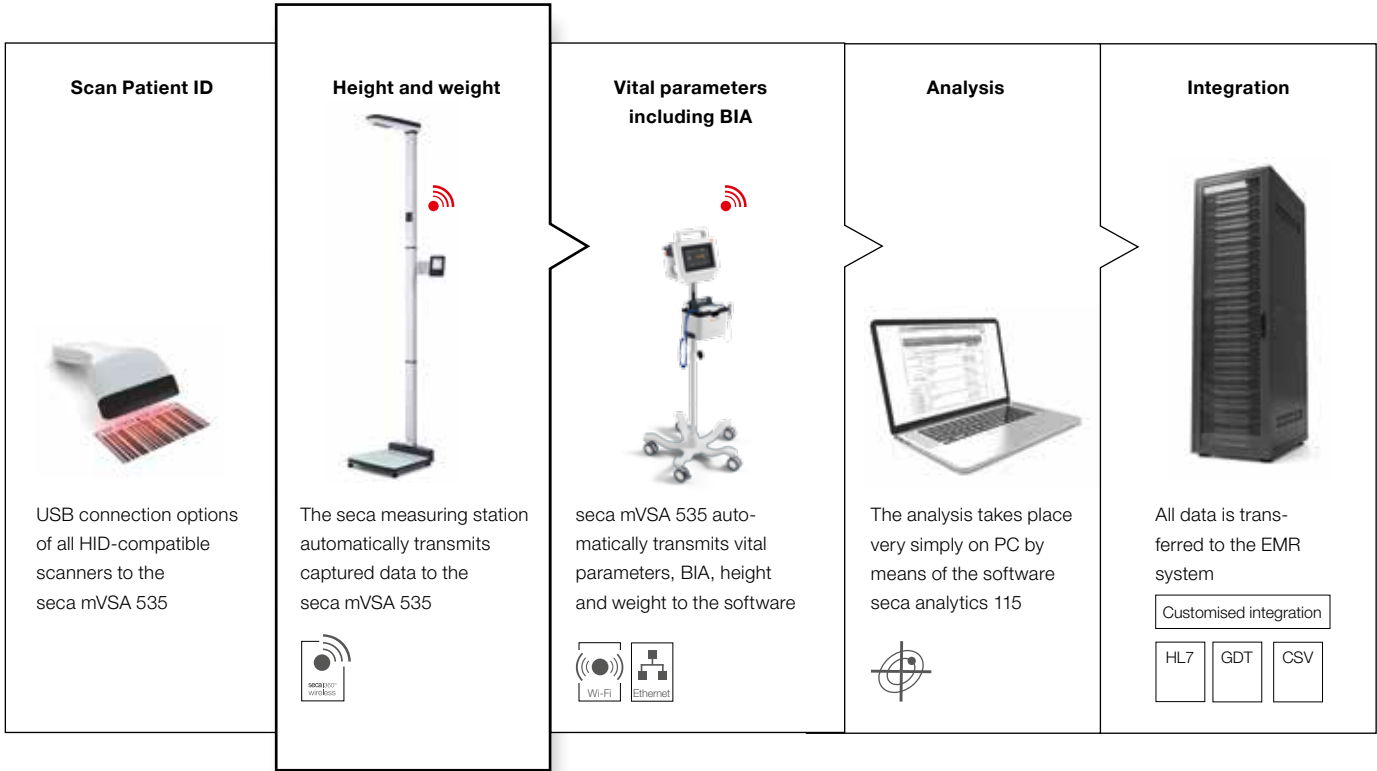 Scan Patient ID
USB connection options
of all HID-compatible
scanners to the
seca mVSA 535
Height and weight
The seca measuring station
automatically transmits
captured data to the
seca mVSA 535
seca 360°
wireless
Vital parameters
including BIA
seca mVSA 535 auto-
matically transmits vital
parameters, BIA, height
and weight to the software
Wi-Fi
Ethernet
Analysis
The analysis takes place
very simply on PC by
means of the software
seca analytics 115
Integration
All data is trans-
ferred to the EMR
system
Customised integration
HL7
GDT
CSV